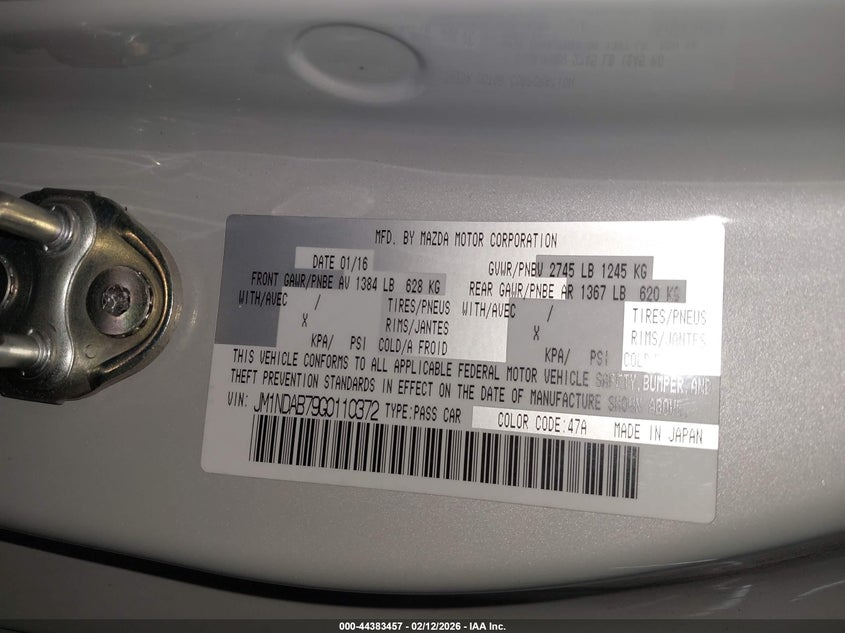 MFD. BY MAZDA MOTOR CORPORATION
DATE 01/16 GVWR/PNBV 2745 LB 1245 KG
FRONT GAWR/PNBE AV 1384 LB 628 KG REAR GAWR/PNBE AR 1367 LB 620 KG
WITH/AVEC / TIRES/PNEUS WITH/AVEC / TIRES/PNEUS
X RIMS/JANTES X RIMS/JANTES
KPA/ PSI COLD/A FROID KPA/ PSI COLD
THIS VEHICLE CONFORMS TO ALL APPLICABLE FEDERAL MOTOR VEHICLE SAFETY, BUMPER, AND
THEFT PREVENTION STANDARDS IN EFFECT ON THE DATE OF MANUFACTURE SHOWN ABOVE.
VIN: JM1NDAB79G0110372 TYPE:PASS CAR COLOR CODE:47A MADE IN JAPAN
000-44383457 - 02/12/2026 - IAA Inc.